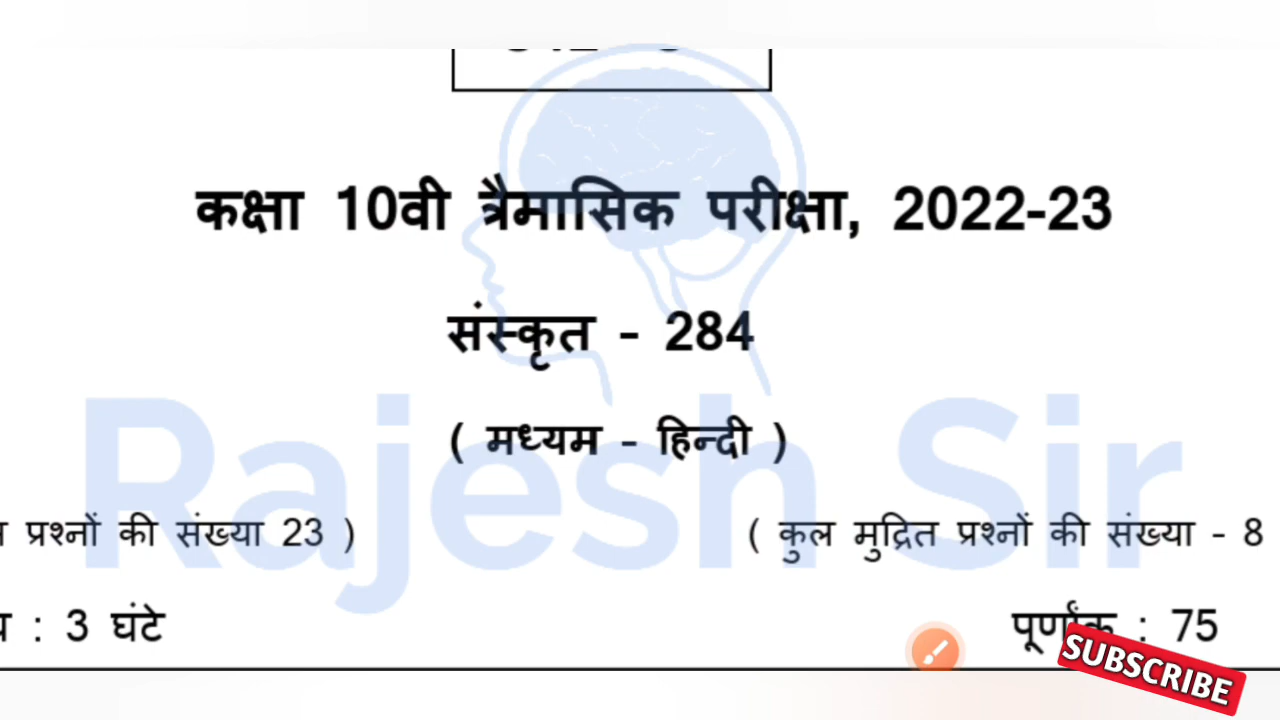 कक्षा 10वी त्रैमासिक परीक्षा, 2022-23
संस्कृत - 284
( मध्यम - हिन्दी )
प्रश्नों की संख्या 23 )
( कुल मुद्रित प्रश्नों की संख्या - 8
: 3 घंटे
पूर्णांक : 75
Rajesh Sir
SUBSCRIBE